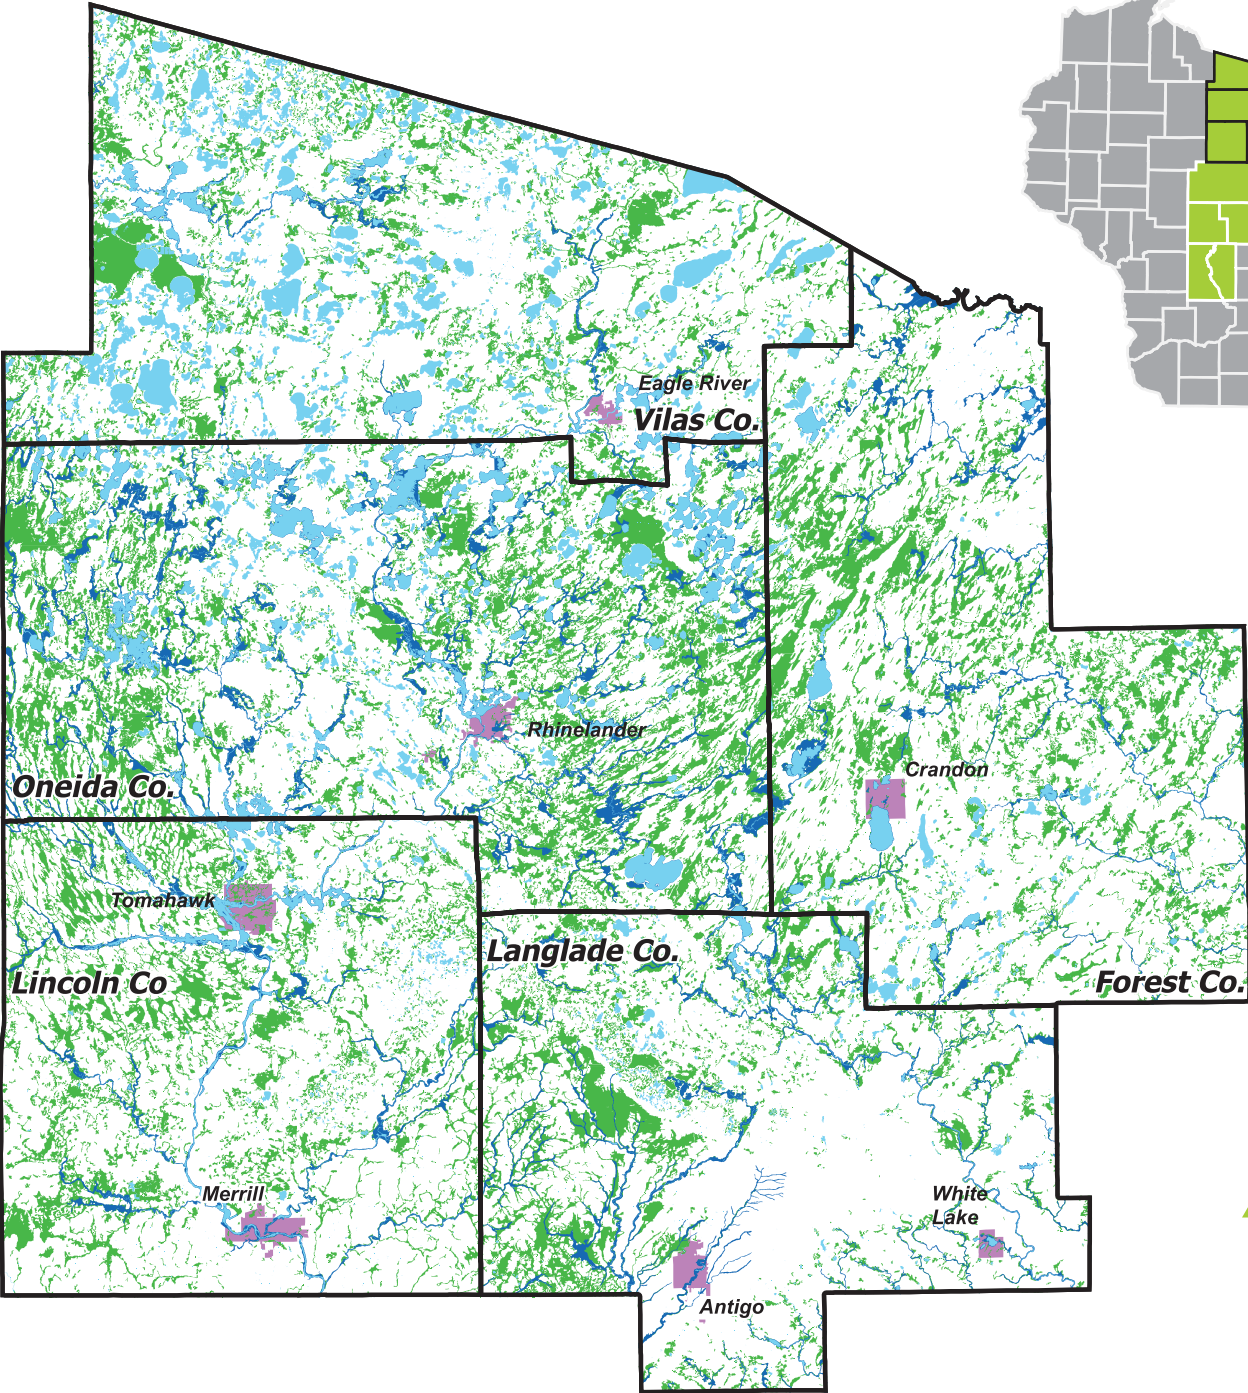 Eagle River
Vilas Co.
Rhinelander
Crandon
Oneida Co.
Tomahawk
Langlade Co.
Lincoln Co
Forest Co.
Merrill
White
Lake
Antigo